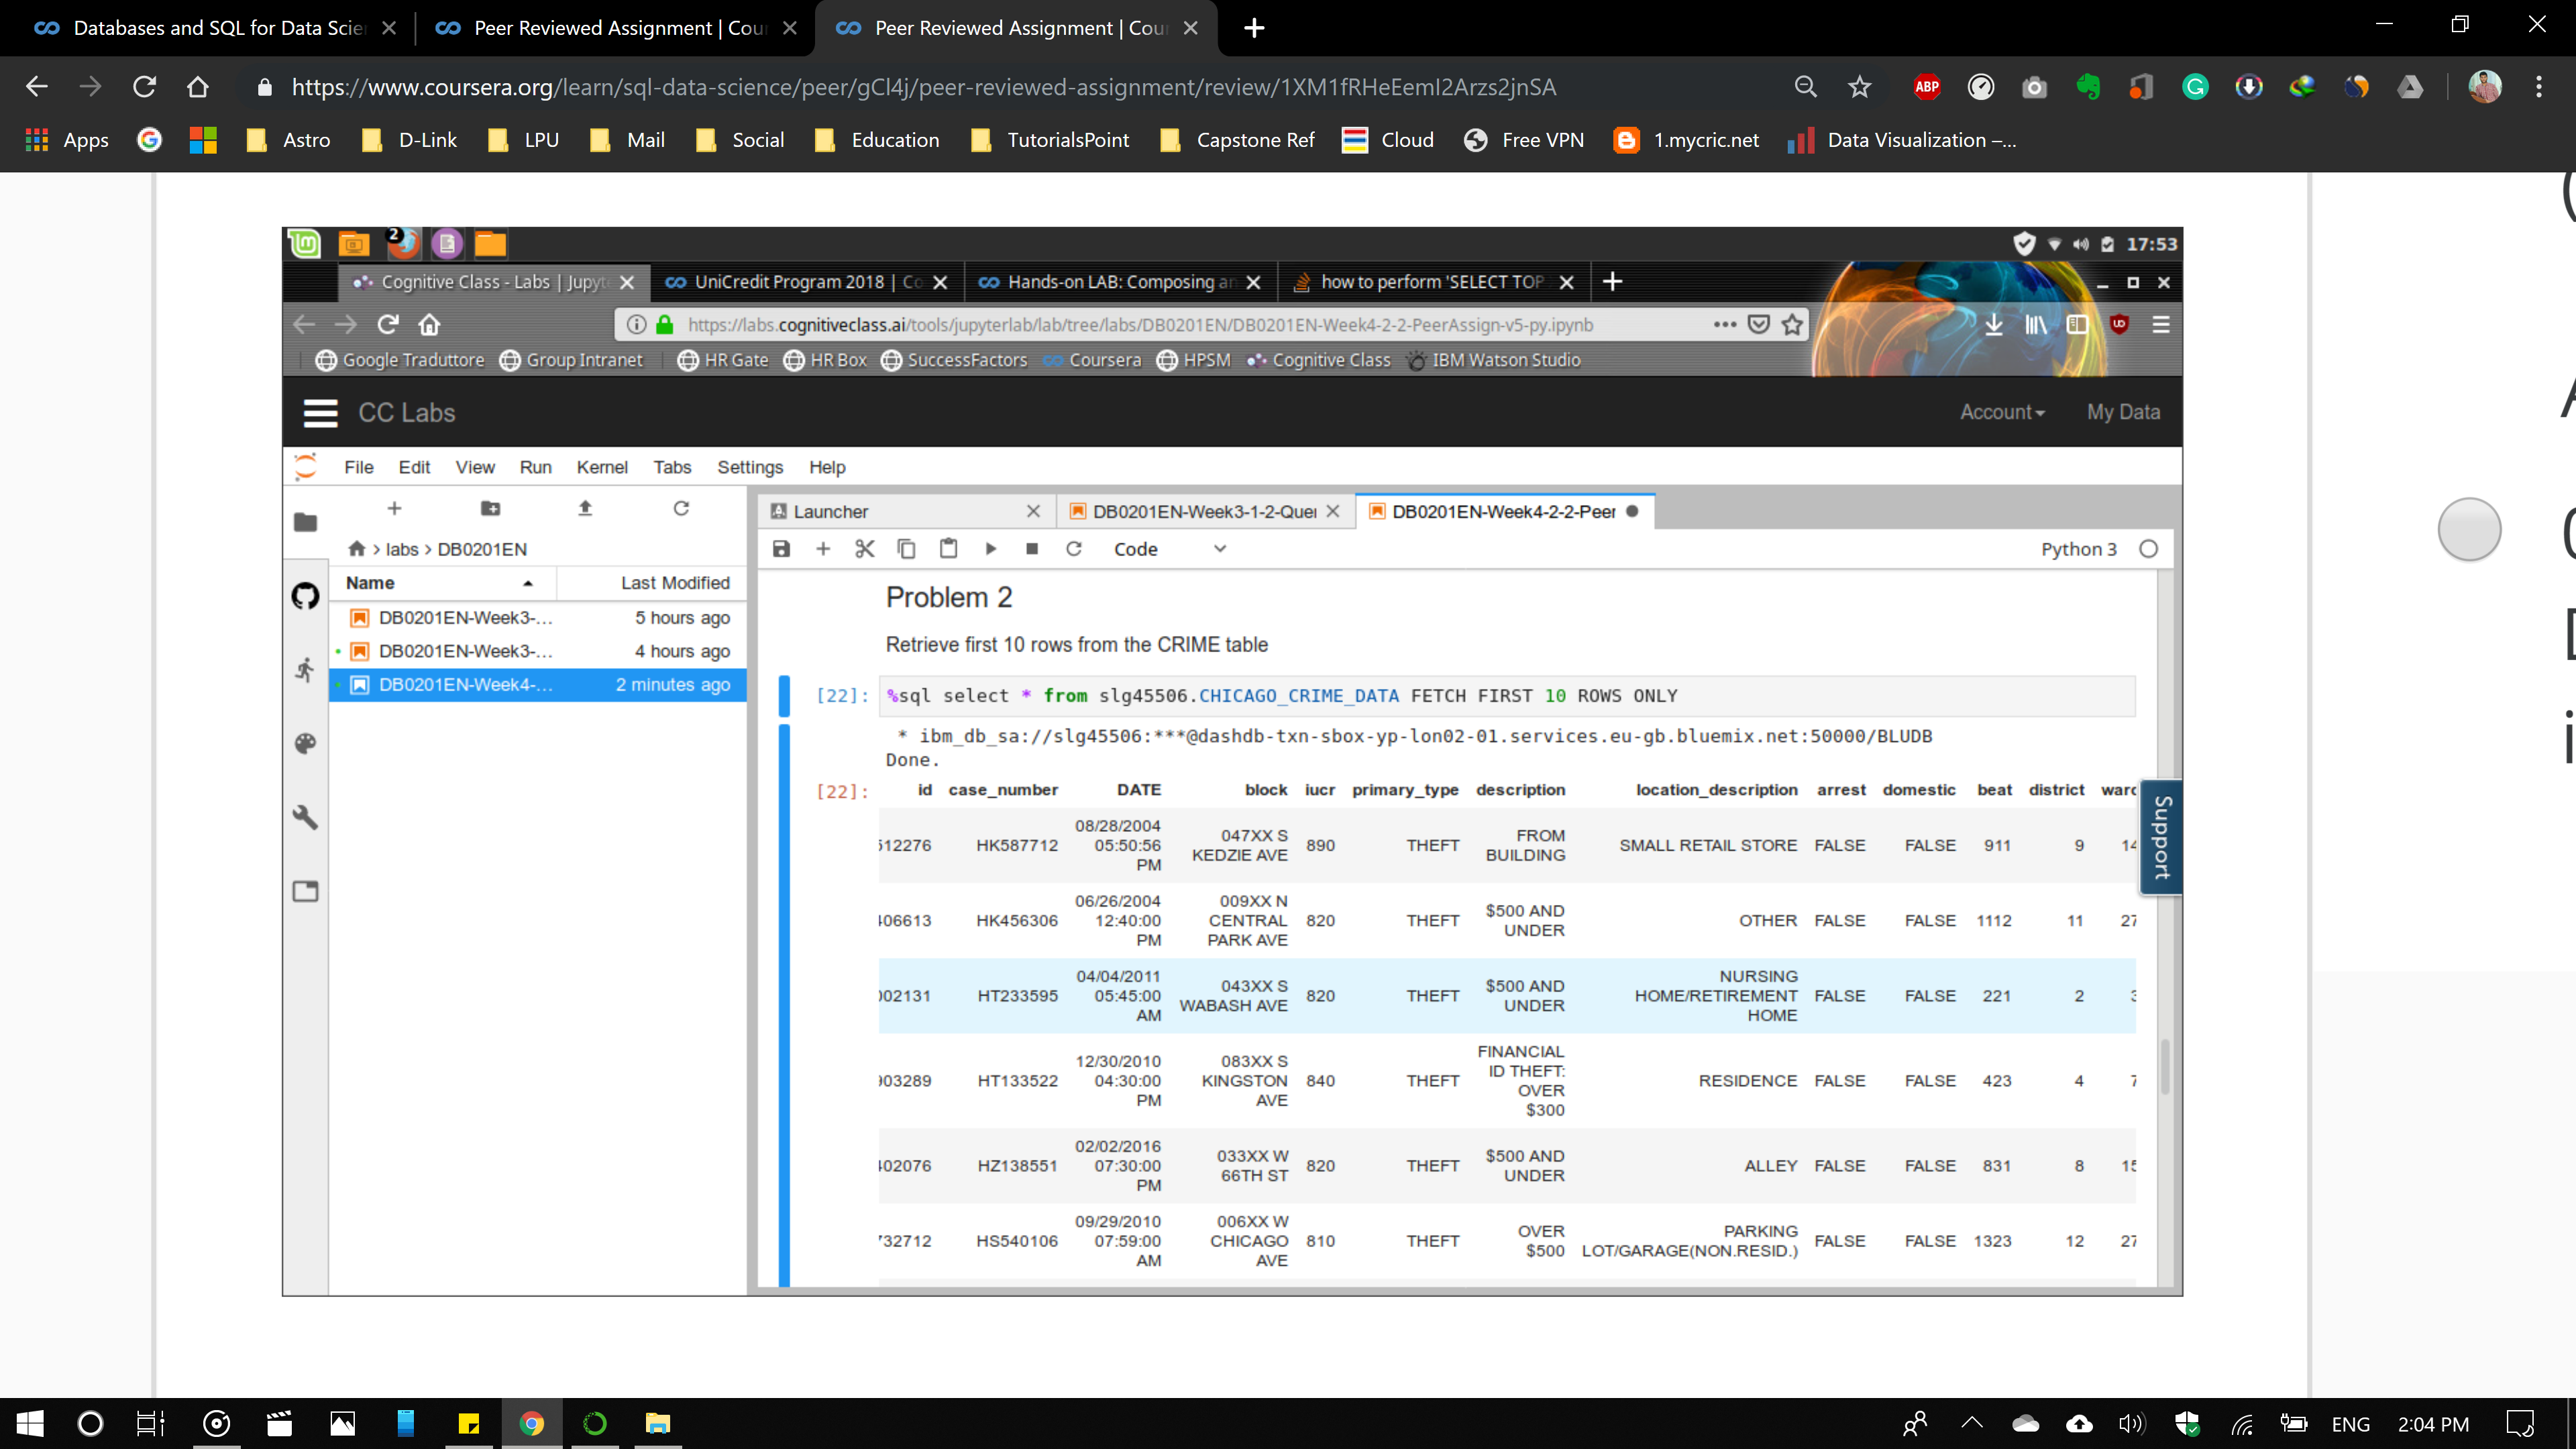 Databases and SQL for Data Scie
Peer Reviewed Assignment | Cou
Peer Reviewed Assignment | Cou
https://www.coursera.org/learn/sql-data-science/peer/gCl4j/peer-reviewed-assignment/review/1XM1fRHeEemI2Arzs2jnSA
ABP
Apps
Astro
D-Link
LPU
Mail
Social
Education
TutorialsPoint
Capstone Ref
Cloud
Free VPN
1.mycric.net
Data Visualization –...
2
17:53
Cognitive Class - Labs | Jupyte
UniCredit Program 2018 | Co
Hands-on LAB: Composing an
how to perform 'SELECT TOP
https://labs.cognitiveclass.ai/tools/jupyterlab/lab/tree/labs/DB0201EN/DB0201EN-Week4-2-2-PeerAssign-v5-py.ipynb
Google Traduttore
Group Intranet
HR Gate
HR Box
SuccessFactors
Coursera
HPSM
Cognitive Class
IBM Watson Studio
CC Labs
Account
My Data
File Edit View Run Kernel Tabs Settings Help
Launcher
DB0201EN-Week3-1-2-Quer
DB0201EN-Week4-2-2-Peer
> labs > DB0201EN
Code
Python 3
Name
Last Modified
DB0201EN-Week3-... 5 hours ago
DB0201EN-Week3-... 4 hours ago
DB0201EN-Week4-... 2 minutes ago
Problem 2
Retrieve first 10 rows from the CRIME table
[22]: %sql select * from slg45506.CHICAGO_CRIME_DATA FETCH FIRST 10 ROWS ONLY
* ibm_db_sa://slg45506:***@dashdb-txn-sbox-yp-lon02-01.services.eu-gb.bluemix.net:50000/BLUDB
Done.
[22]: id case_number DATE block iucr primary_type description location_description arrest domestic beat district ward
512276 HK587712 08/28/2004 05:50:56 PM 047XX S KEDZIE AVE 890 THEFT FROM BUILDING SMALL RETAIL STORE FALSE FALSE 911 9 14
406613 HK456306 06/26/2004 12:40:00 PM 009XX N CENTRAL PARK AVE 820 THEFT $500 AND UNDER OTHER FALSE FALSE 1112 11 27
002131 HT233595 04/04/2011 05:45:00 AM 043XX S WABASH AVE 820 THEFT $500 AND UNDER NURSING HOME/RETIREMENT HOME FALSE FALSE 221 2 3
903289 HT133522 12/30/2010 04:30:00 PM 083XX S KINGSTON AVE 840 THEFT FINANCIAL ID THEFT: OVER $300 RESIDENCE FALSE FALSE 423 4 7
402076 HZ138551 02/02/2016 07:30:00 PM 033XX W 66TH ST 820 THEFT $500 AND UNDER ALLEY FALSE FALSE 831 8 15
732712 HS540106 09/29/2010 07:59:00 AM 006XX W CHICAGO AVE 810 THEFT OVER $500 PARKING LOT/GARAGE(NON.RESID.) FALSE FALSE 1323 12 27
Support
ENG
2:04 PM